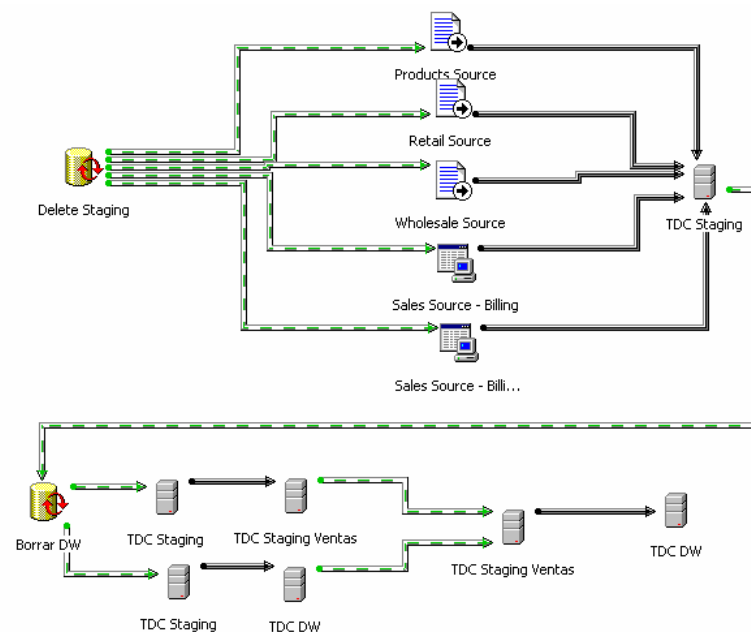 Products Source
Retail Source
Delete Staging
Wholesale Source
TDC Staging
Sales Source - Billing
Sales Source - Billi...
Borrar DW
TDC Staging
TDC Staging Ventas
TDC Staging Ventas
TDC DW
TDC Staging
TDC DW